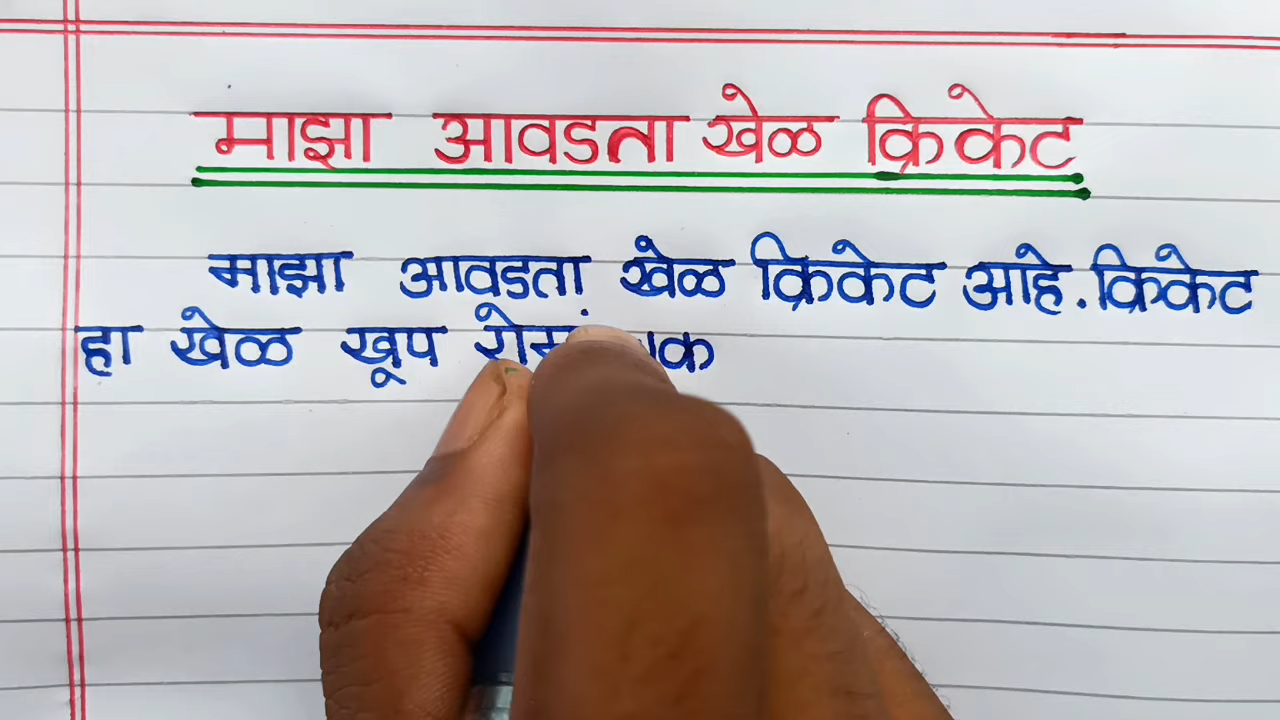 माझा आवडता खेळ क्रिकेट
माझा आवडता खेळ क्रिकेट आहे. क्रिकेट
हा खेळ खूप